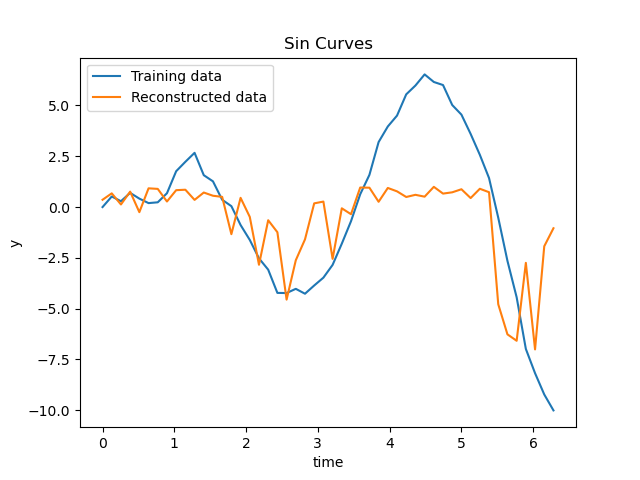 Sin Curves
Training data
Reconstructed data
5.0
2.5
0.0
−2.5
−5.0
−7.5
−10.0
y
0 1 2 3 4 5 6
time